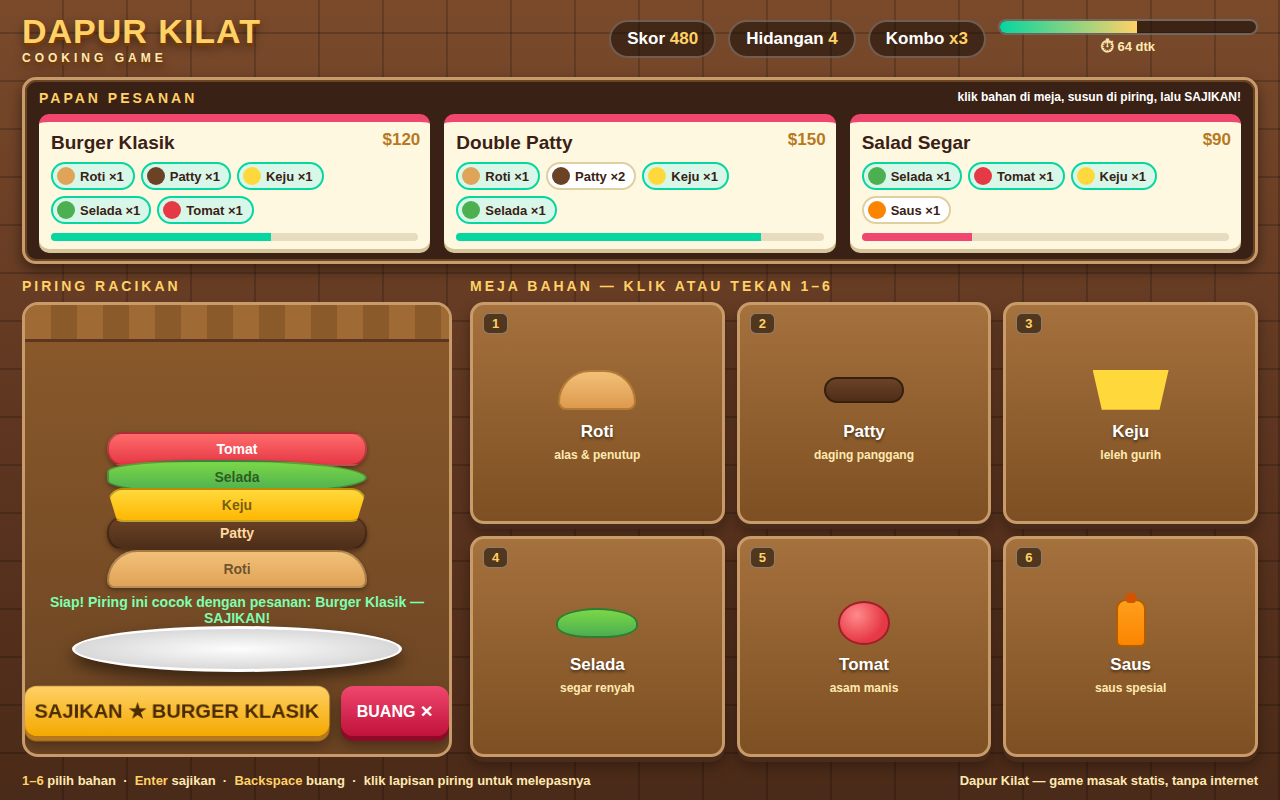 DAPUR KILAT
COOKING GAME
Skor 480
Hidangan 4
Kombo x3
⏱ 64 dtk
PAPAN PESANAN
klik bahan di meja, susun di piring, lalu SAJIKAN!
Burger Klasik
$120
Roti ×1
Patty ×1
Keju ×1
Selada ×1
Tomat ×1
Double Patty
$150
Roti ×1
Patty ×2
Keju ×1
Selada ×1
Salad Segar
$90
Selada ×1
Tomat ×1
Keju ×1
Saus ×1
PIRING RACIKAN
Tomat
Selada
Keju
Patty
Roti
Siap! Piring ini cocok dengan pesanan: Burger Klasik —
SAJIKAN!
SAJIKAN ★ BURGER KLASIK
BUANG ✕
MEJA BAHAN — KLIK ATAU TEKAN 1–6
1
Roti
alas & penutup
2
Patty
daging panggang
3
Keju
leleh gurih
4
Selada
segar renyah
5
Tomat
asam manis
6
Saus
saus spesial
1–6 pilih bahan · Enter sajikan · Backspace buang · klik lapisan piring untuk melepasnya
Dapur Kilat — game masak statis, tanpa internet